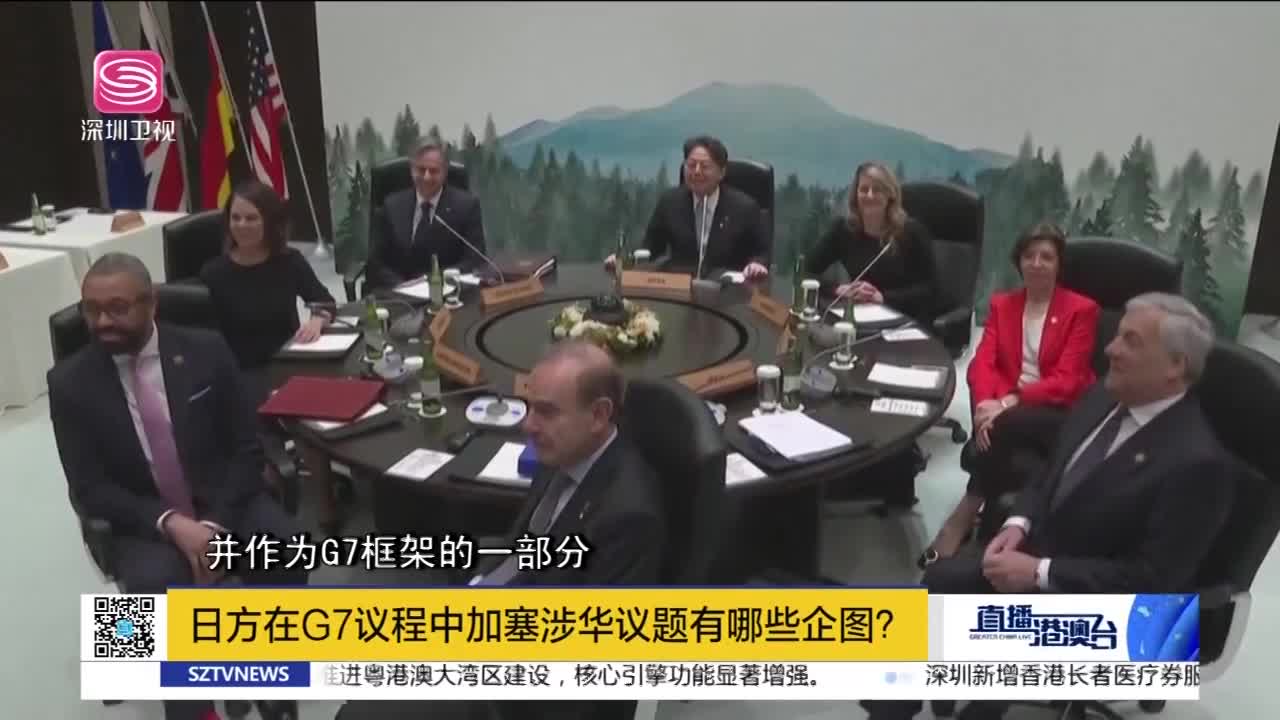 深圳卫视
并作为G7框架的一部分
日方在G7议程中加塞涉华议题有哪些企图?
直播港澳台
GREATER CHINA LIVE
SZTVNEWS
进粤港澳大湾区建设，核心引擎功能显著增强。
深圳新增香港长者医疗券服